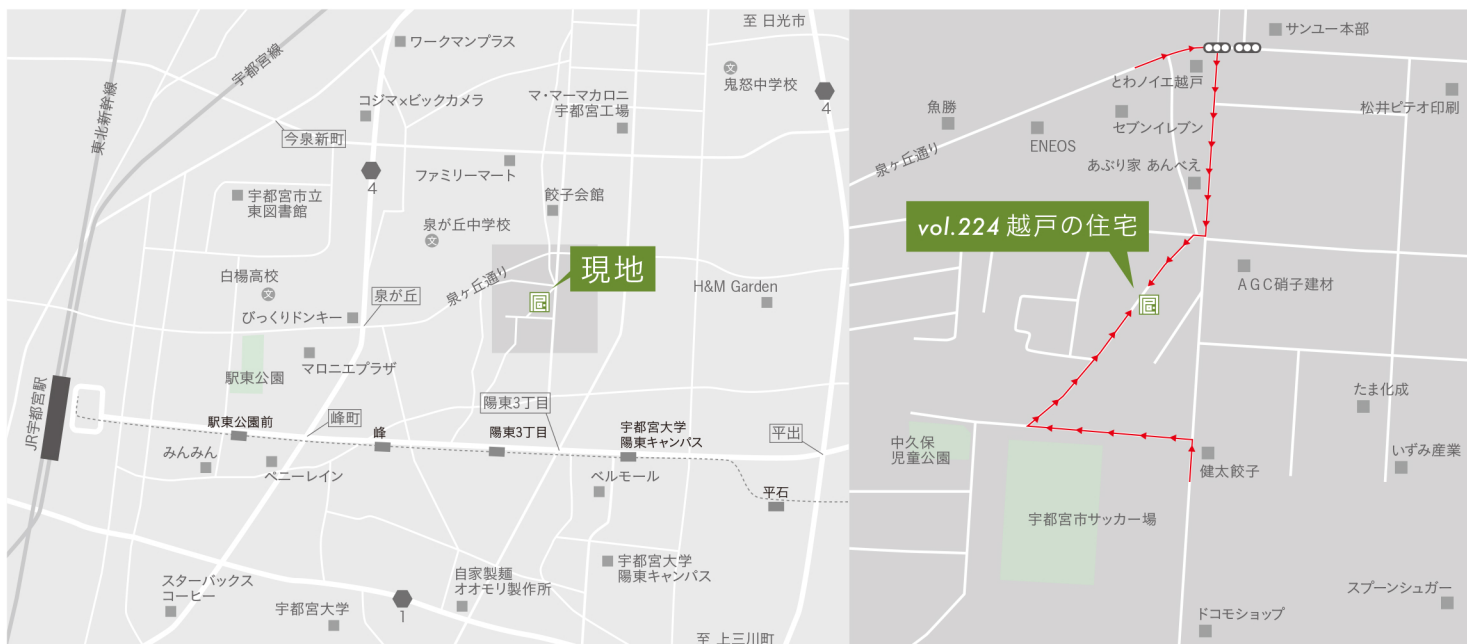 至 日光市
ワークマンプラス
宇都宮線
東北新幹線
鬼怒中学校
文
コジマ×ビックカメラ
マ・マーマカロニ
宇都宮工場
4
今泉新町
ファミリーマート
4
宇都宮市立
東図書館
餃子会館
泉が丘中学校
文
現地
白楊高校
文
泉ヶ丘通り
H&M Garden
泉が丘
びっくりドンキー
マロニエプラザ
駅東公園
JR宇都宮駅
陽東3丁目
駅東公園前
峰町
峰
陽東3丁目
宇都宮大学
陽東キャンパス
平出
みんみん
ペニーレイン
ベルモール
平石
宇都宮大学
陽東キャンパス
スターバックス
コーヒー
自家製麺
オオモリ製作所
宇都宮大学
1
至 上三川町
サンユー本部
とわノイエ越戸
松井ピテオ印刷
魚勝
セブンイレブン
ENEOS
泉ヶ丘通り
あぶり家 あんべえ
vol.224 越戸の住宅
AGC硝子建材
たま化成
中久保
児童公園
健太餃子
いずみ産業
宇都宮市サッカー場
スプーンシュガー
ドコモショップ